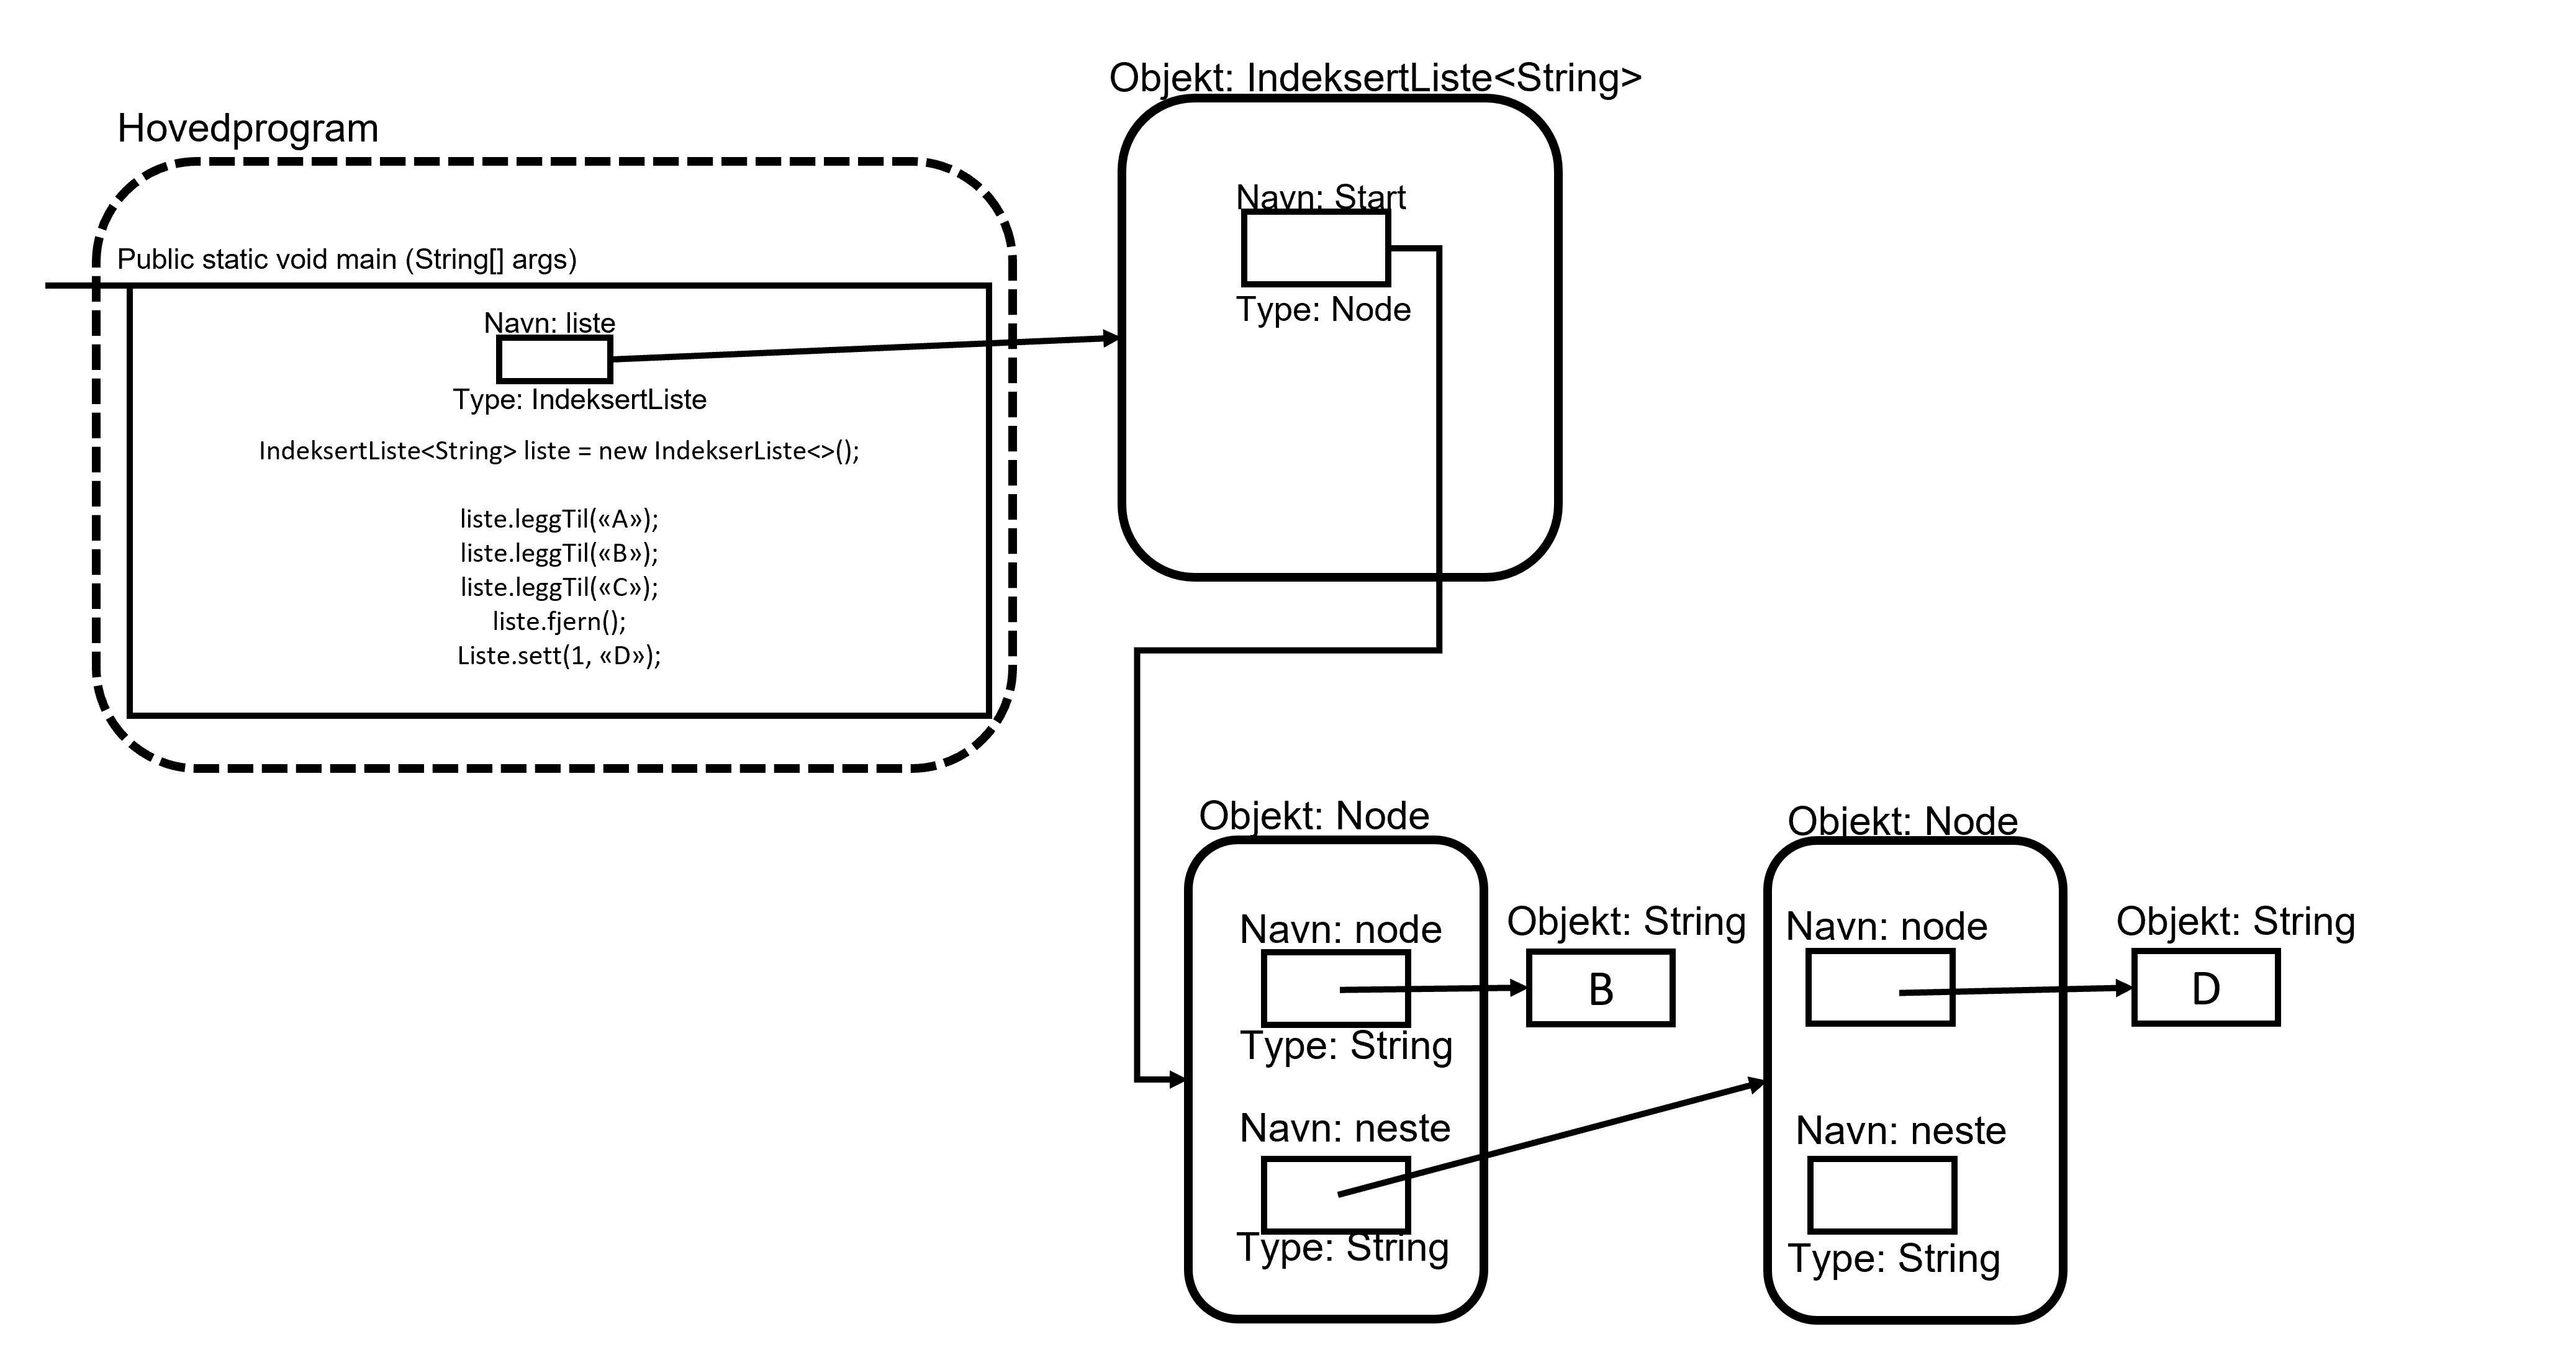 Hovedprogram
Public static void main (String[] args)
Navn: liste
Type: IndeksertListe
IndeksertListe<String> liste = new IndekserListe<>();
liste.leggTil(«A»);
liste.leggTil(«B»);
liste.leggTil(«C»);
liste.fjern();
Liste.sett(1, «D»);
Objekt: IndeksertListe<String>
Navn: Start
Type: Node
Objekt: Node
Navn: node
Type: String
Navn: neste
Type: String
Objekt: String
B
Objekt: Node
Navn: node
Navn: neste
Type: String
Objekt: String
D